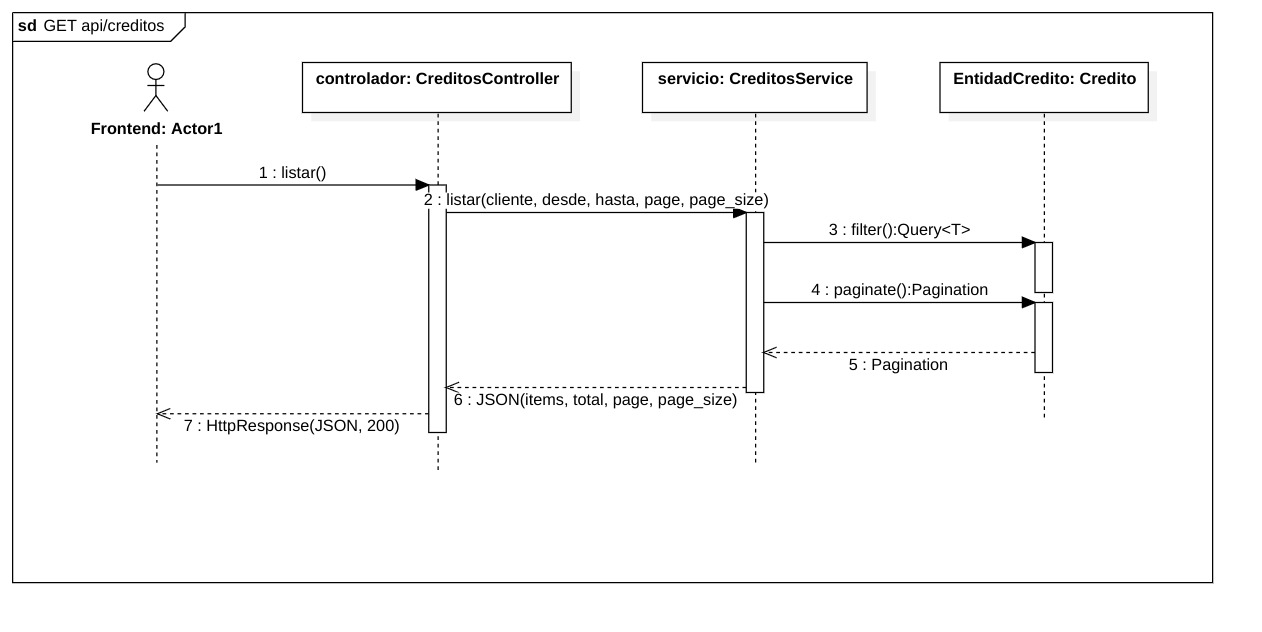 sd GET api/creditos
Frontend: Actor1
controlador: CreditosController
servicio: CreditosService
EntidadCredito: Credito
1 : listar()
2 : listar(cliente, desde, hasta, page, page_size)
3 : filter():Query<T>
4 : paginate():Pagination
5 : Pagination
6 : JSON(items, total, page, page_size)
7 : HttpResponse(JSON, 200)